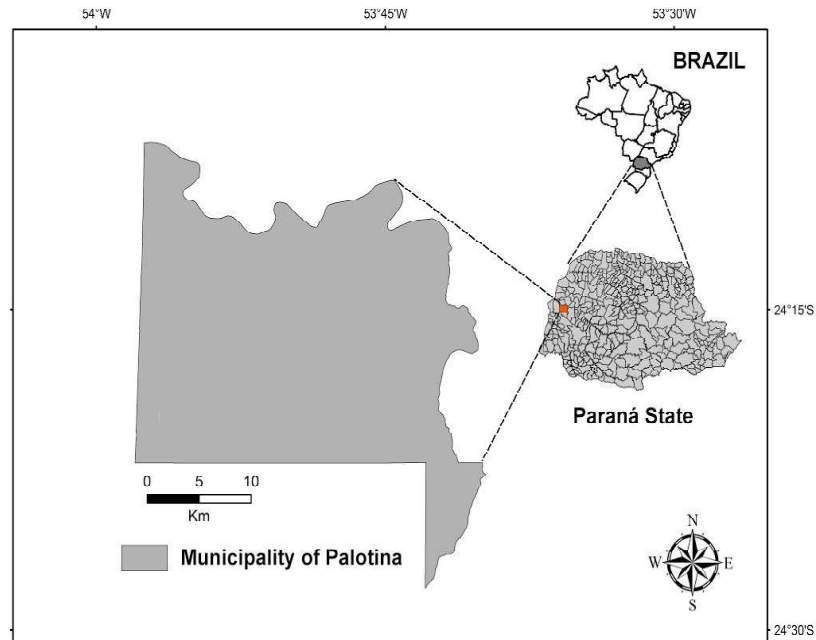 54°W 53°45'W 53°30'W
BRAZIL
24°15'S
Paraná State
0 5 10
Km
Municipality of Palotina
N
W E
S
24°30'S